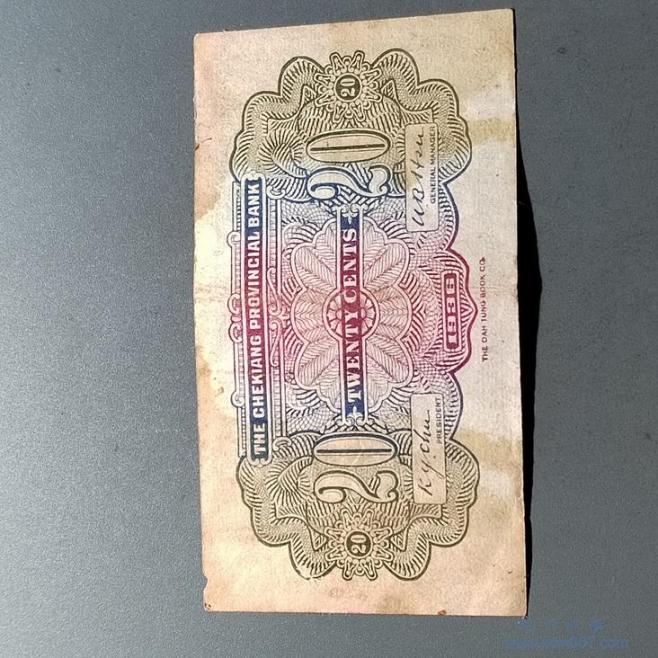 THE CHEKIANG PROVINCIAL BANK
20 20
20 20
TWENTY CENTS
K.Y. Chu
PRESIDENT
GENERAL MANAGER
1936
THE DAH TUNG BOOK CO.